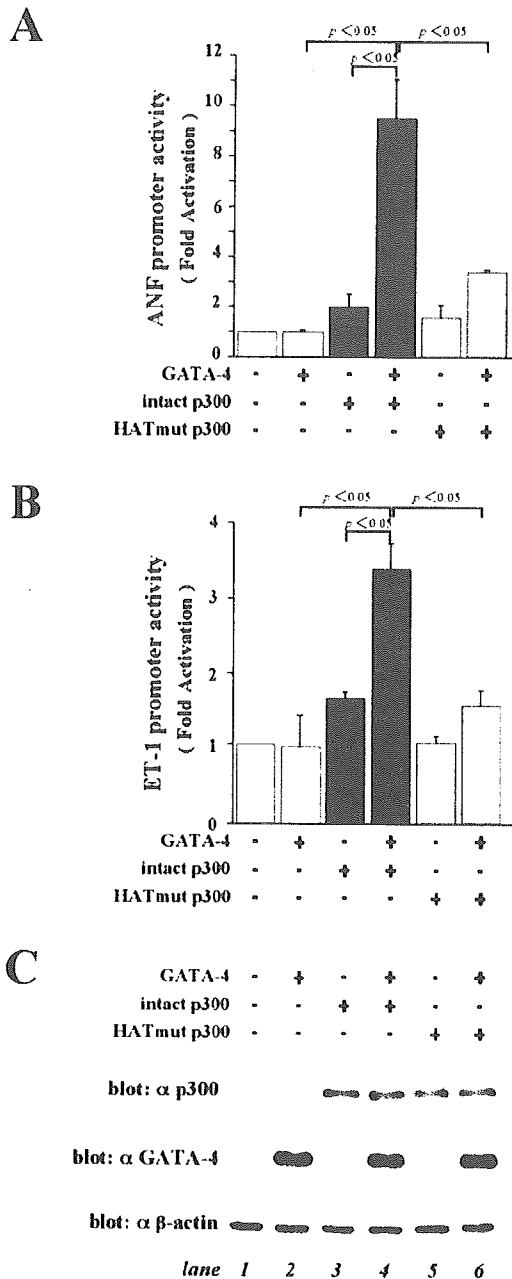 A
p <0.05 p <0.05
p <0.05
12
10
8
6
4
2
0
ANF promoter activity
( Fold Activation )
GATA-4 - + - + - +
intact p300 - - + + - -
HATmut p300 - - - - + +
B
p <0.05 p <0.05
p <0.05
4
3
2
1
0
ET-1 promoter activity
( Fold Activation )
GATA-4 - + - + - +
intact p300 - - + + - -
HATmut p300 - - - - + +
C
GATA-4 - + - + - +
intact p300 - - + + - -
HATmut p300 - - - - + +
blot: α p300
blot: α GATA-4
blot: α β-actin
lane 1 2 3 4 5 6